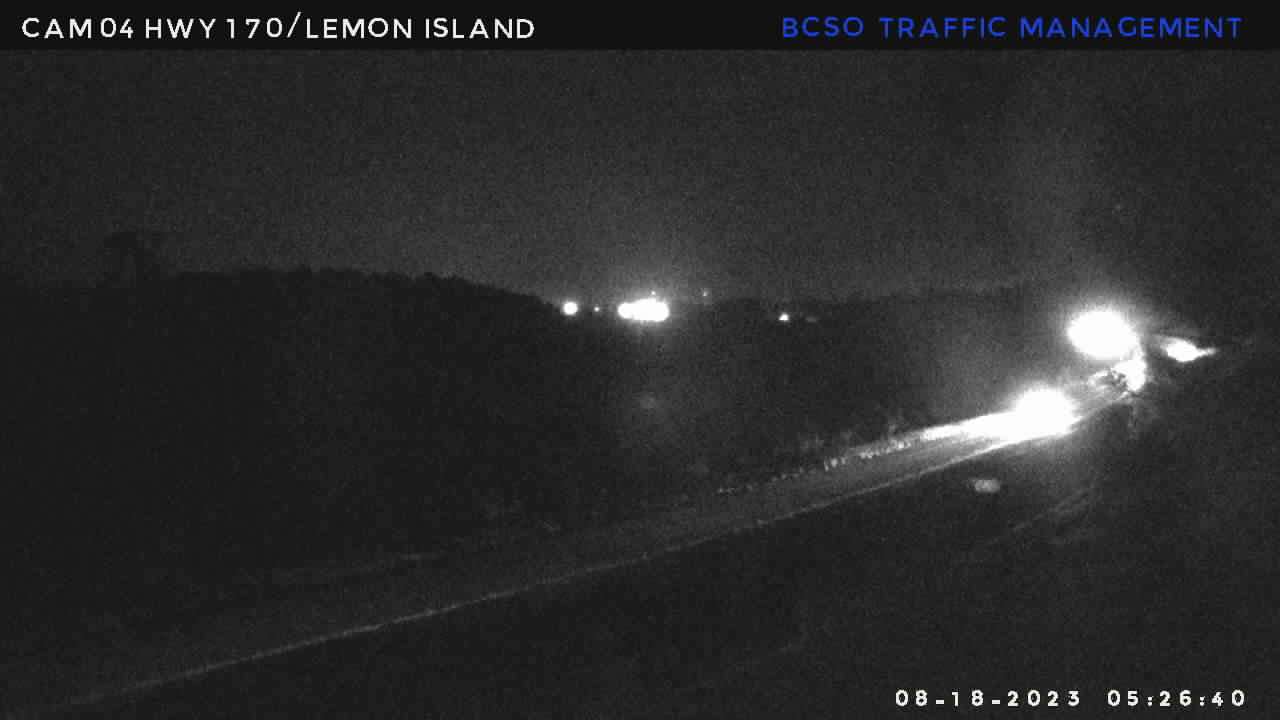 CAM04 HWY 170/LEMON ISLAND
BCSO TRAFFIC MANAGEMENT
08-18-2023 05:26:40